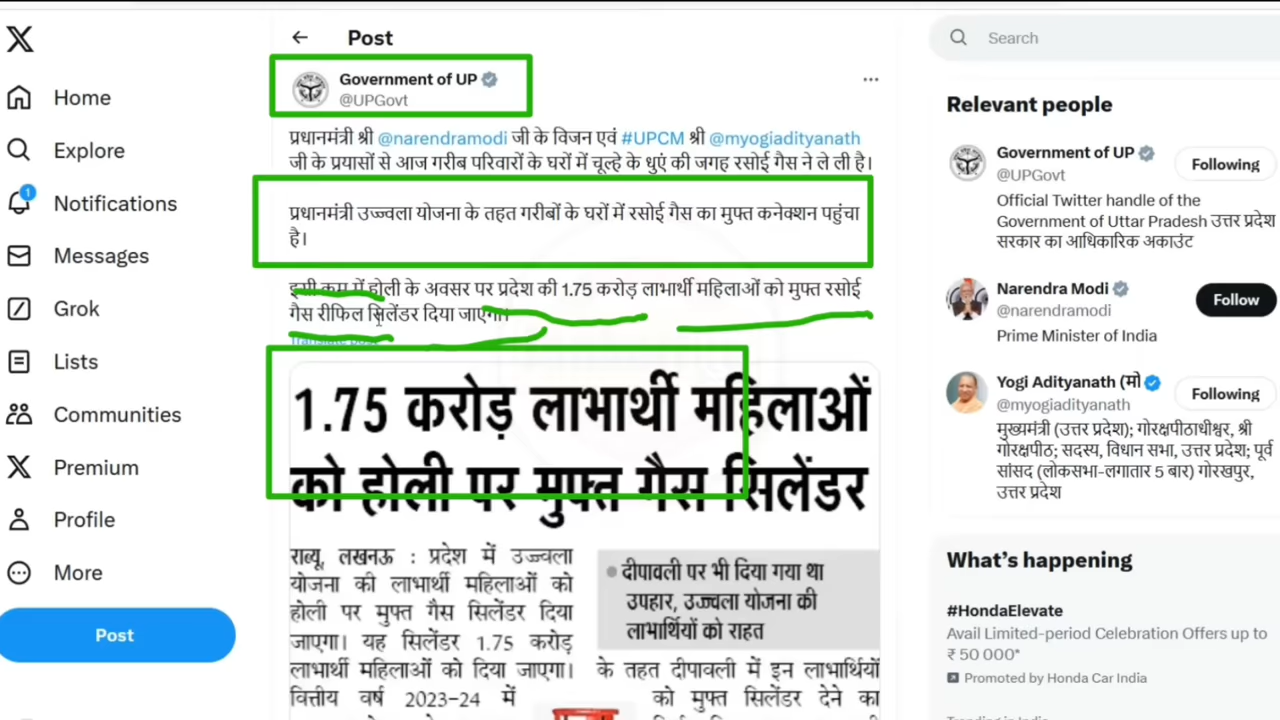 Post
Government of UP
@UPGovt
प्रधानमंत्री श्री @narendramodi जी के विजन एवं #UPCM श्री @myogiadityanath
जी के प्रयासों से आज गरीब परिवारों के घरों में चूल्हे के धुएं की जगह रसोई गैस ने ले ली है।
प्रधानमंत्री उज्ज्वला योजना के तहत गरीबों के घरों में रसोई गैस का मुफ्त कनेक्शन पहुंचा
है।
इसी क्रम में होली के अवसर पर प्रदेश की 1.75 करोड़ लाभार्थी महिलाओं को मुफ्त रसोई
गैस रीफिल सिलेंडर दिया जाएगा।
Translate post
1.75 करोड़ लाभार्थी महिलाओं
को होली पर मुफ्त गैस सिलेंडर
राब्यू, लखनऊ : प्रदेश में उज्ज्वला
योजना की लाभार्थी महिलाओं को
होली पर मुफ्त गैस सिलेंडर दिया
जाएगा। यह सिलेंडर 1.75 करोड़
लाभार्थी महिलाओं को दिया जाएगा।
वित्तीय वर्ष 2023-24 में
दीपावली पर भी दिया गया था
उपहार, उज्ज्वला योजना की
लाभार्थियों को राहत
के तहत दीपावली में इन लाभार्थियों
को मुफ्त सिलेंडर देने का
Home
Explore
1
Notifications
Messages
Grok
Lists
Communities
Premium
Profile
More
Post
Search
Relevant people
Government of UP
@UPGovt
Following
Official Twitter handle of the
Government of Uttar Pradesh उत्तर प्रदेश
सरकार का आधिकारिक अकाउंट
Narendra Modi
@narendramodi
Follow
Prime Minister of India
Yogi Adityanath (मो
@myogiadityanath
Following
मुख्यमंत्री (उत्तर प्रदेश); गोरक्षपीठाधीश्वर, श्री
गोरक्षपीठ; सदस्य, विधान सभा, उत्तर प्रदेश; पूर्व
सांसद (लोकसभा-लगातार 5 बार) गोरखपुर,
उत्तर प्रदेश
What's happening
#HondaElevate
Avail Limited-period Celebration Offers up to
₹ 50 000*
Promoted by Honda Car India
Trending in India